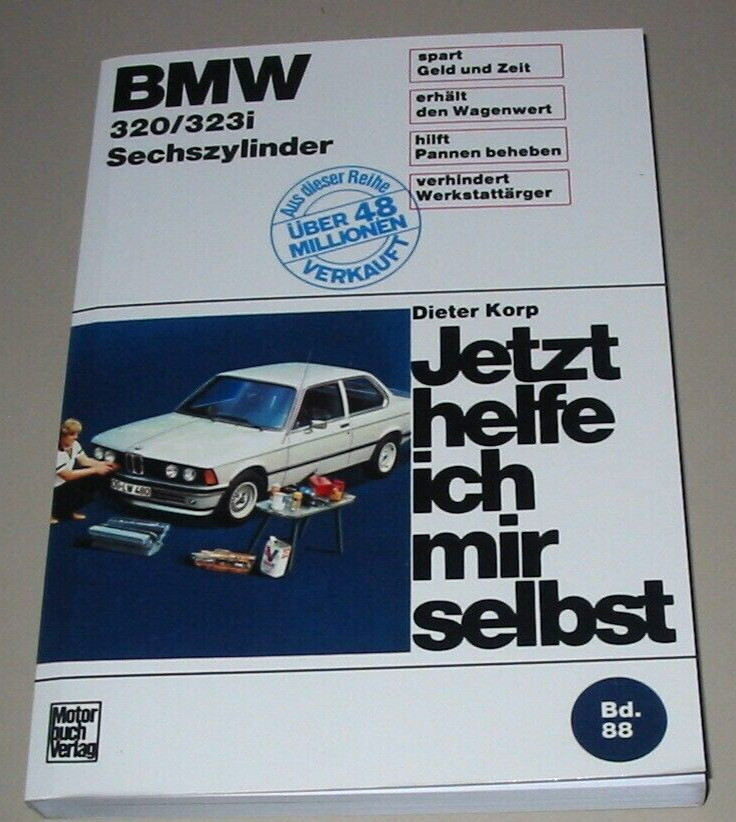 BMW
320/323i
Sechszylinder
spart
Geld und Zeit
erhält
den Wagenwert
hilft
Pannen beheben
verhindert
Werkstattärger
Aus dieser Reihe
ÜBER 48
MILLIONEN
VERKAUFT
Dieter Korp
Jetzt
helfe
ich
mir
selbst
Motor
buch
Verlag
Bd.
88